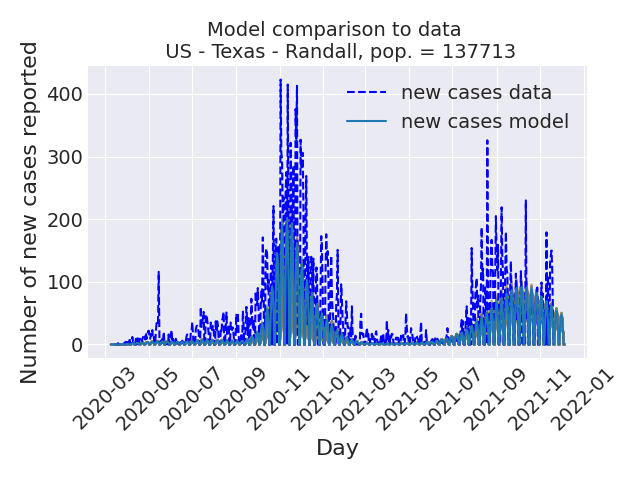 Model comparison to data
US - Texas - Randall, pop. = 137713
Number of new cases reported
400
300
200
100
0
new cases data
new cases model
2020-03
2020-05
2020-07
2020-09
2020-11
2021-01
2021-03
2021-05
2021-07
2021-09
2021-11
2022-01
Day